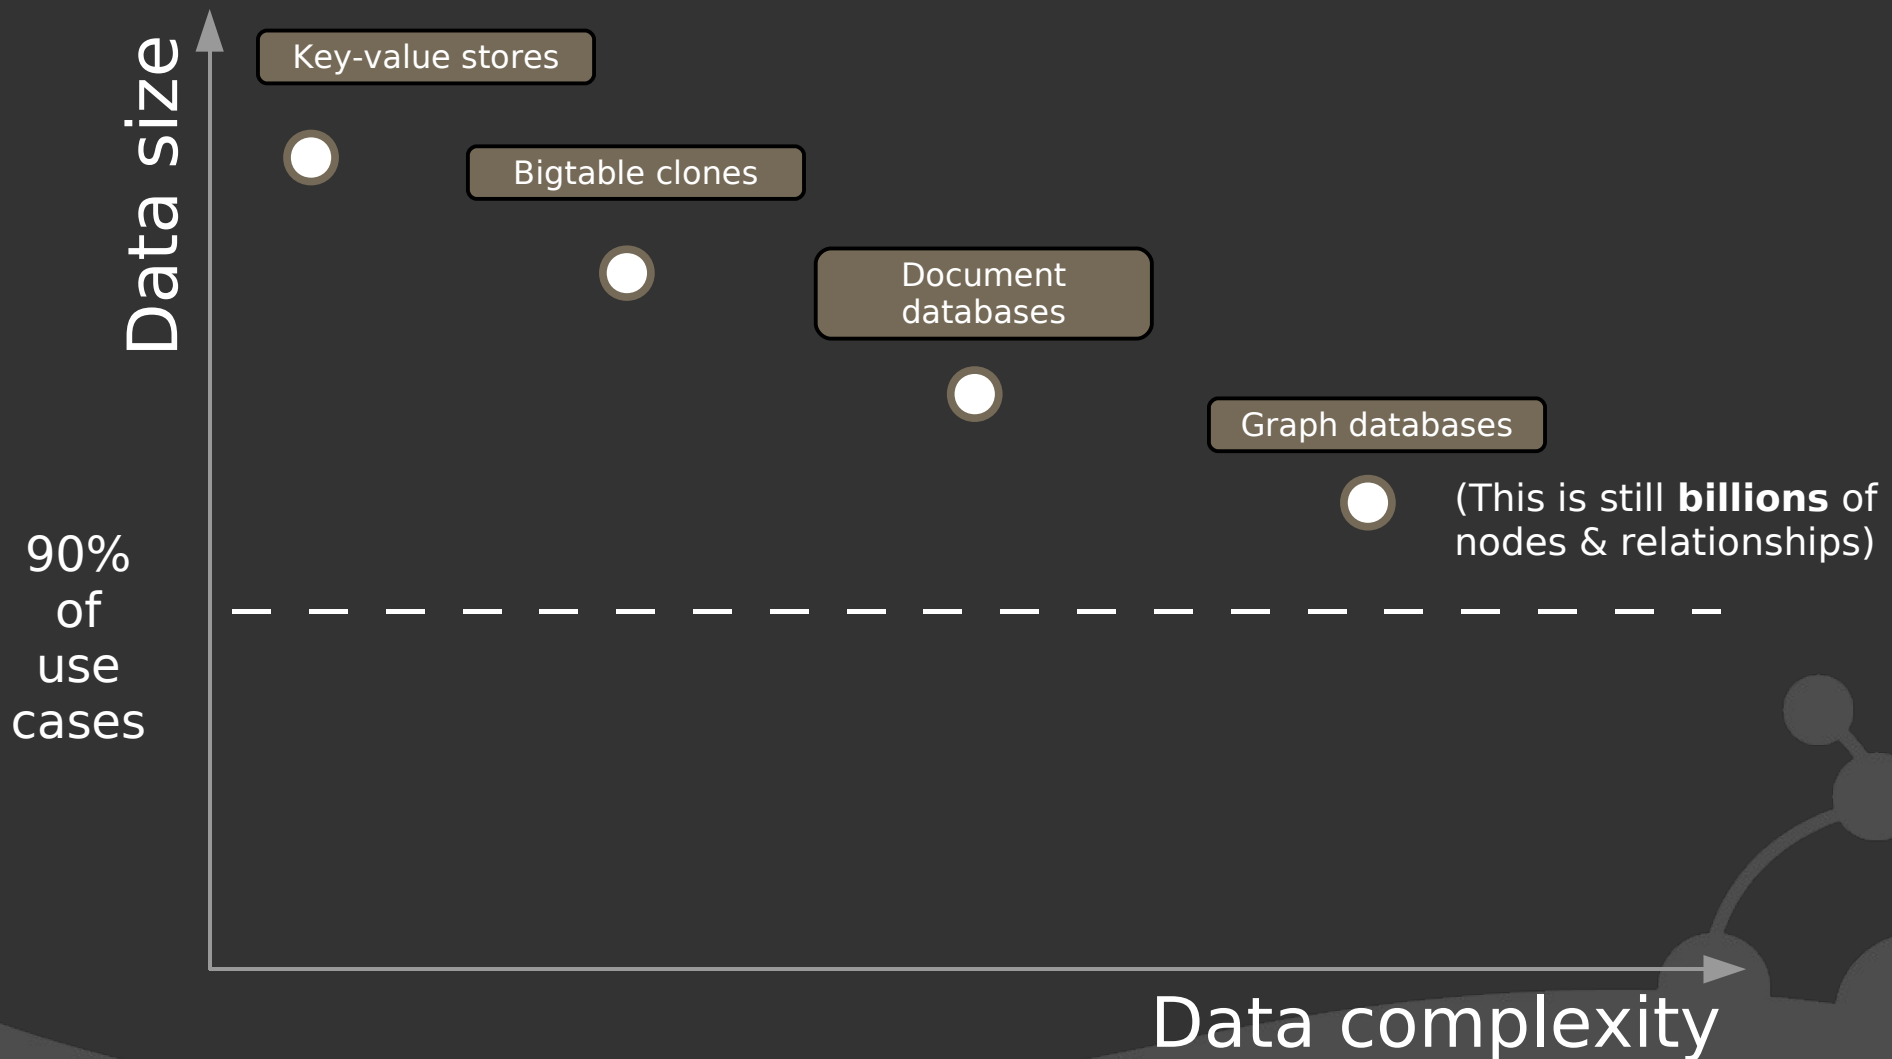 Data size
Key-value stores
Bigtable clones
Document
databases
Graph databases
(This is still billions of
nodes & relationships)
90%
of
use
cases
Data complexity